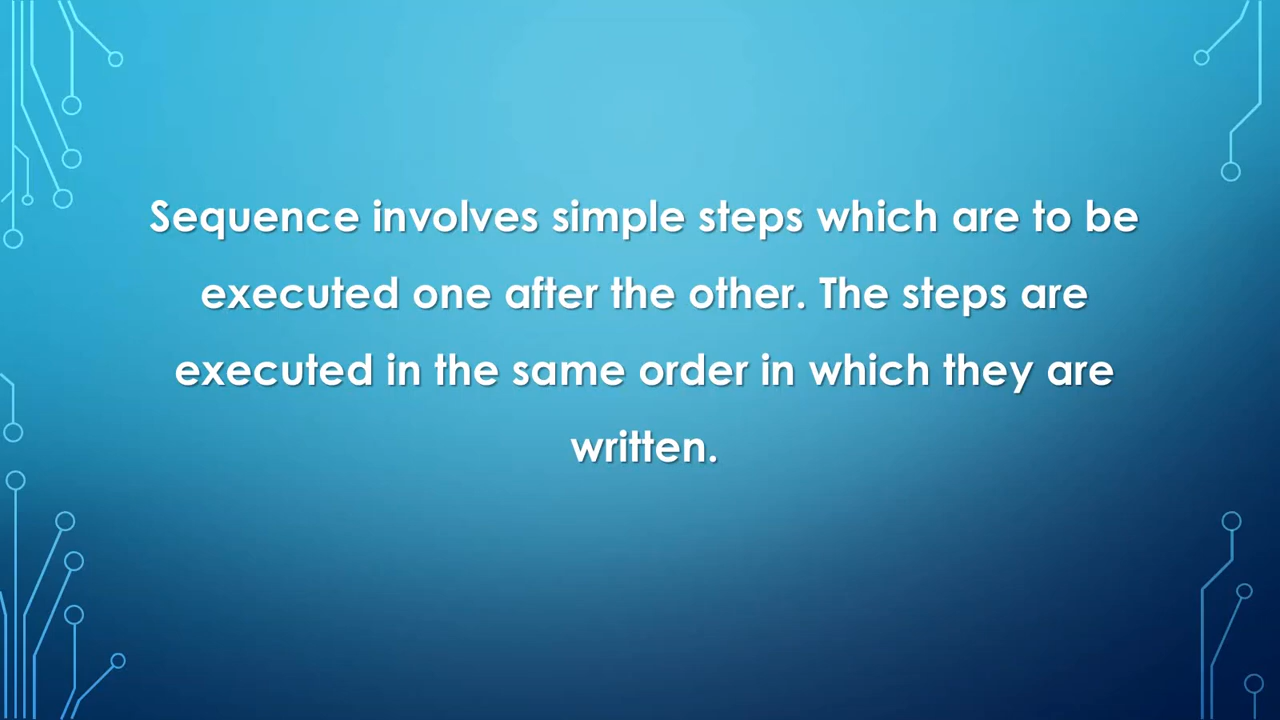 Sequence involves simple steps which are to be
executed one after the other. The steps are
executed in the same order in which they are
written.